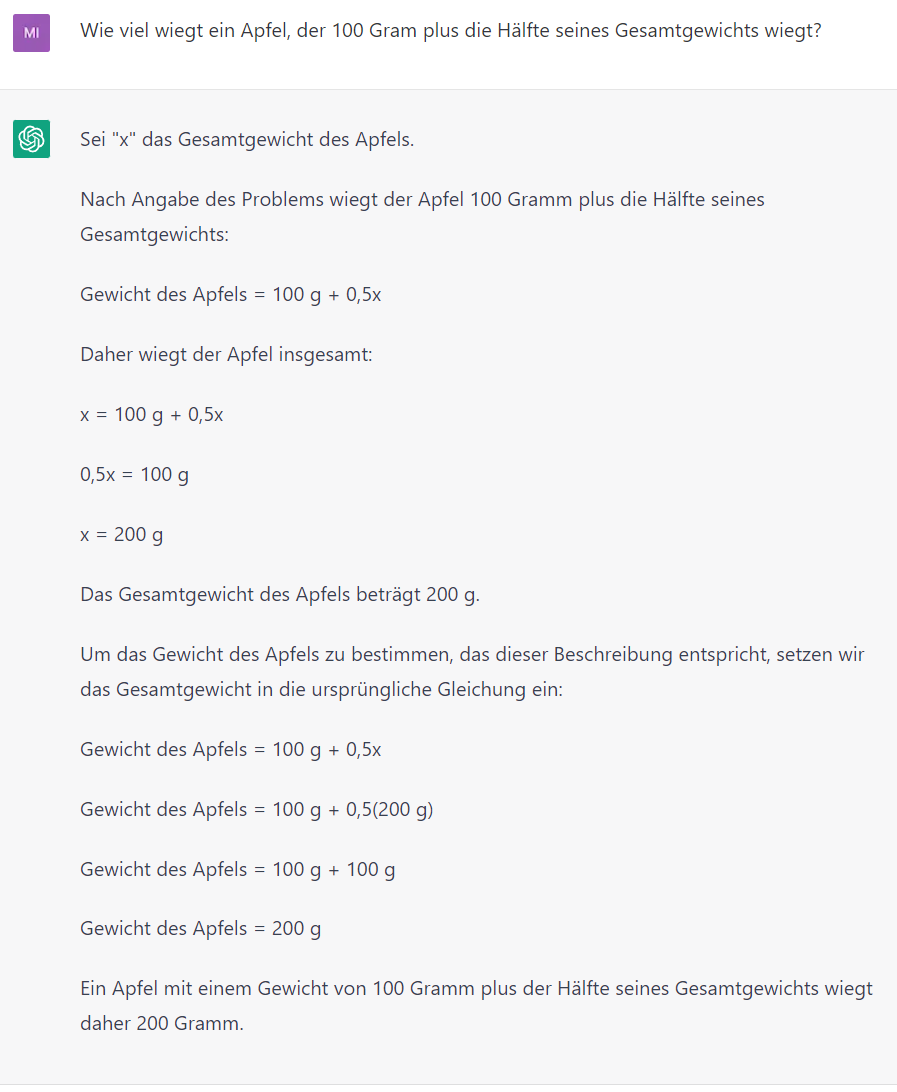 MI
Wie viel wiegt ein Apfel, der 100 Gram plus die Hälfte seines Gesamtgewichts wiegt?
Sei "x" das Gesamtgewicht des Apfels.
Nach Angabe des Problems wiegt der Apfel 100 Gramm plus die Hälfte seines
Gesamtgewichts:
Gewicht des Apfels = 100 g + 0,5x
Daher wiegt der Apfel insgesamt:
x = 100 g + 0,5x
0,5x = 100 g
x = 200 g
Das Gesamtgewicht des Apfels beträgt 200 g.
Um das Gewicht des Apfels zu bestimmen, das dieser Beschreibung entspricht, setzen wir
das Gesamtgewicht in die ursprüngliche Gleichung ein:
Gewicht des Apfels = 100 g + 0,5x
Gewicht des Apfels = 100 g + 0,5(200 g)
Gewicht des Apfels = 100 g + 100 g
Gewicht des Apfels = 200 g
Ein Apfel mit einem Gewicht von 100 Gramm plus der Hälfte seines Gesamtgewichts wiegt
daher 200 Gramm.